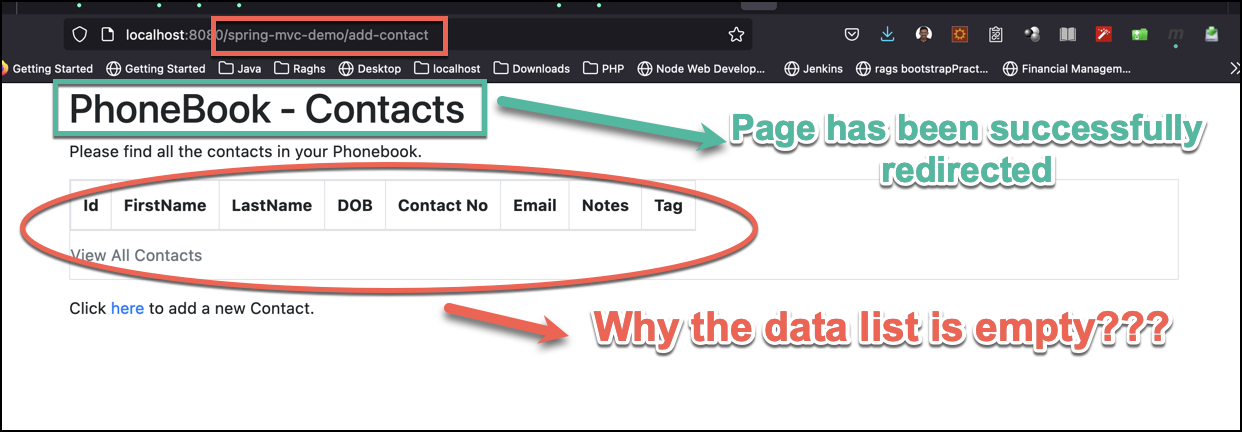 localhost:8080/spring-mvc-demo/add-contact
Getting Started Getting Started Java Raghs Desktop localhost Downloads PHP Node Web Develop... Jenkins rags bootstrapPract... Financial Managem...
PhoneBook - Contacts
Page has been successfully
redirected
Please find all the contacts in your Phonebook.
Id FirstName LastName DOB Contact No Email Notes Tag
View All Contacts
Click here to add a new Contact.
Why the data list is empty???